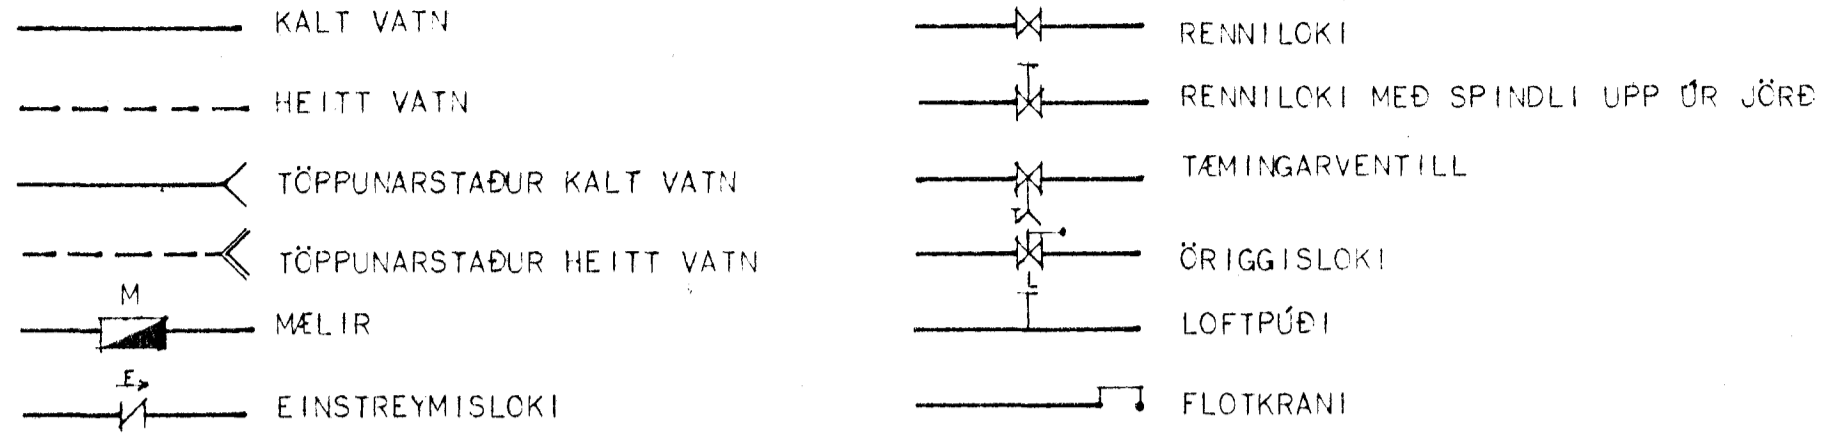 KALT VATN
HEITT VATN
TÖPPUNARSTAÐUR KALT VATN
TÖPPUNARSTAÐUR HEITT VATN
M
MÆLIR
E
EINSTREYMISLOKI
RENNILOKI
RENNILOKI MEÐ SPINDLI UPP ÚR JÖRÐ
TÆMINGARVENTILL
T
ÖRIGGISLOKI
L
LOFTPÚÐI
FLOTKRANI